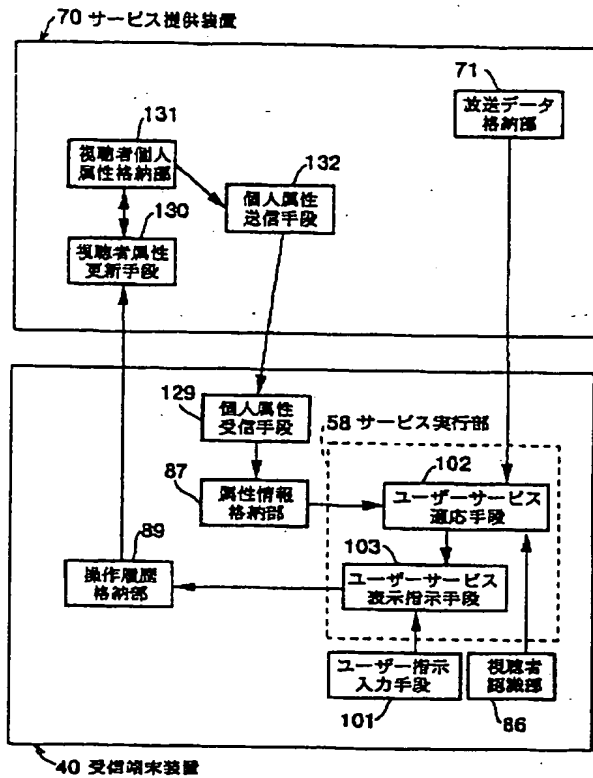 70 サービス提供装置
71
放送データ
格納部
131
視聴者個人
属性格納部
132
個人属性
送信手段
130
視聴者属性
更新手段
129
個人属性
受信手段
58 サービス実行部
87
属性情報
格納部
102
ユーザーサービス
適応手段
89
操作履歴
格納部
103
ユーザーサービス
表示指示手段
ユーザー指示
入力手段
101
視聴者
認識部
86
40 受信端末装置